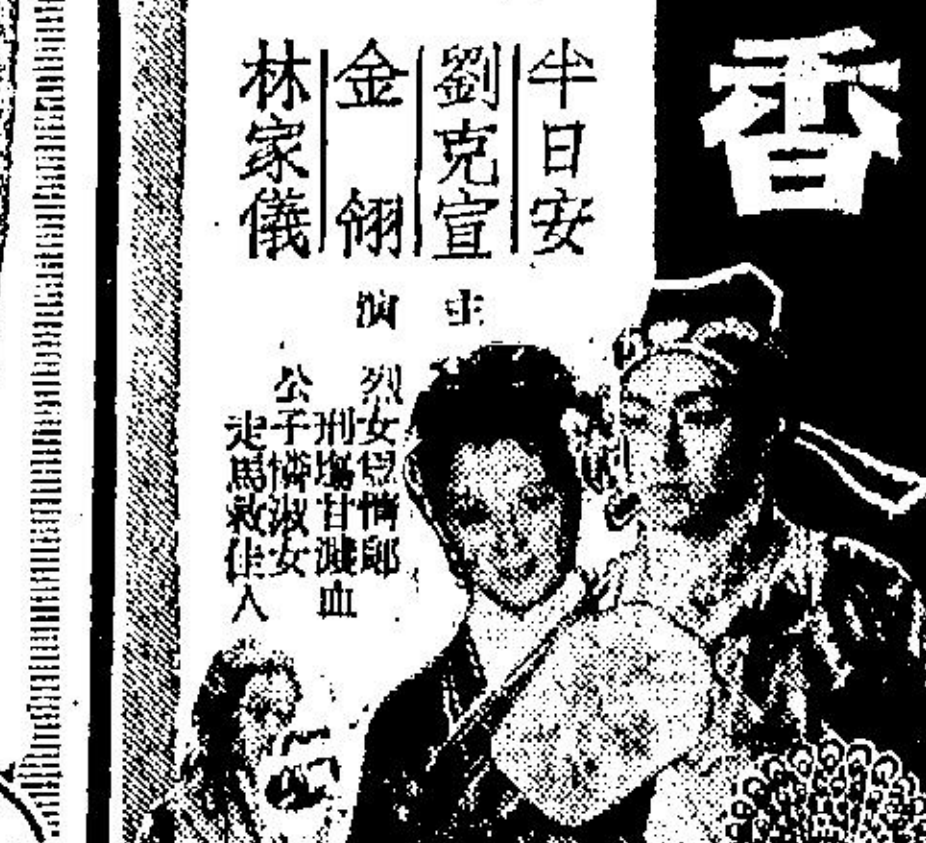 香
半日安
劉克宣
金翎
林家儀
主演
烈女尋情郎
刑場甘濺血
公子憐淑女
走馬救佳人